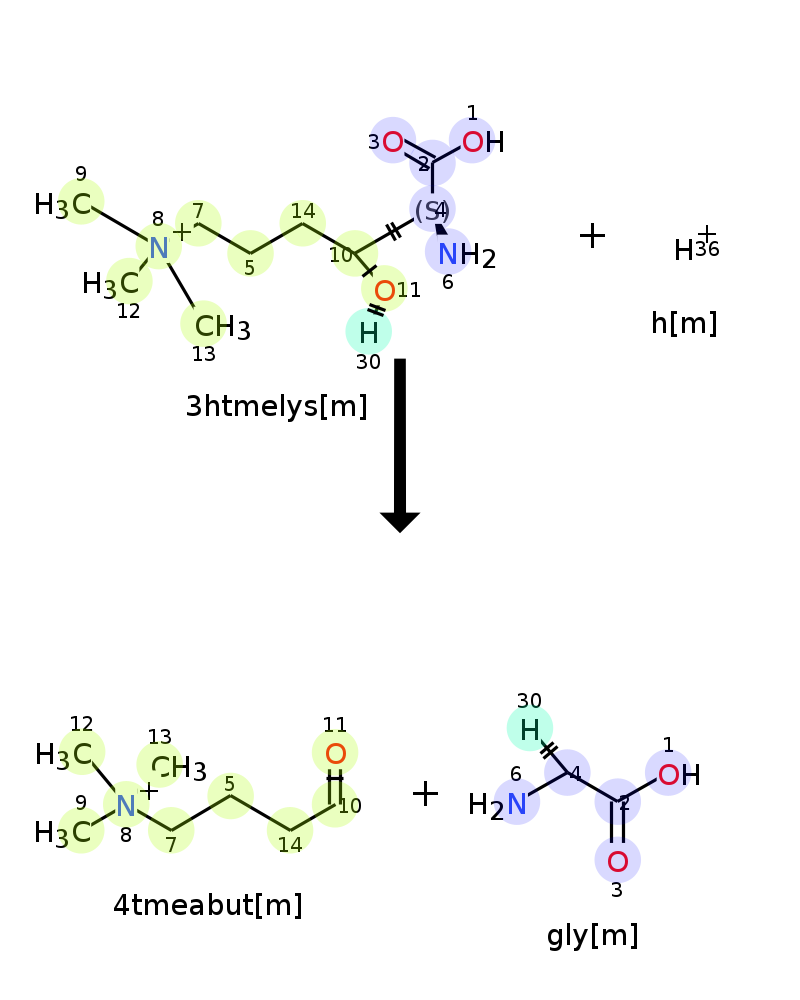 1
3 O OH
2
9
H3C (S) 4
8 7 14
N + 10 NH2 + H + 36
5 6
H3C O 11
12 h[m]
CH3 H
13 30
3htmelys[m]
30
12 13 11 H
H3C CH3 O 1
+ 5 6 4 OH
9 N 10 + H2N 2
H3C 8 7 14
O
3
4tmeabut[m]
gly[m]